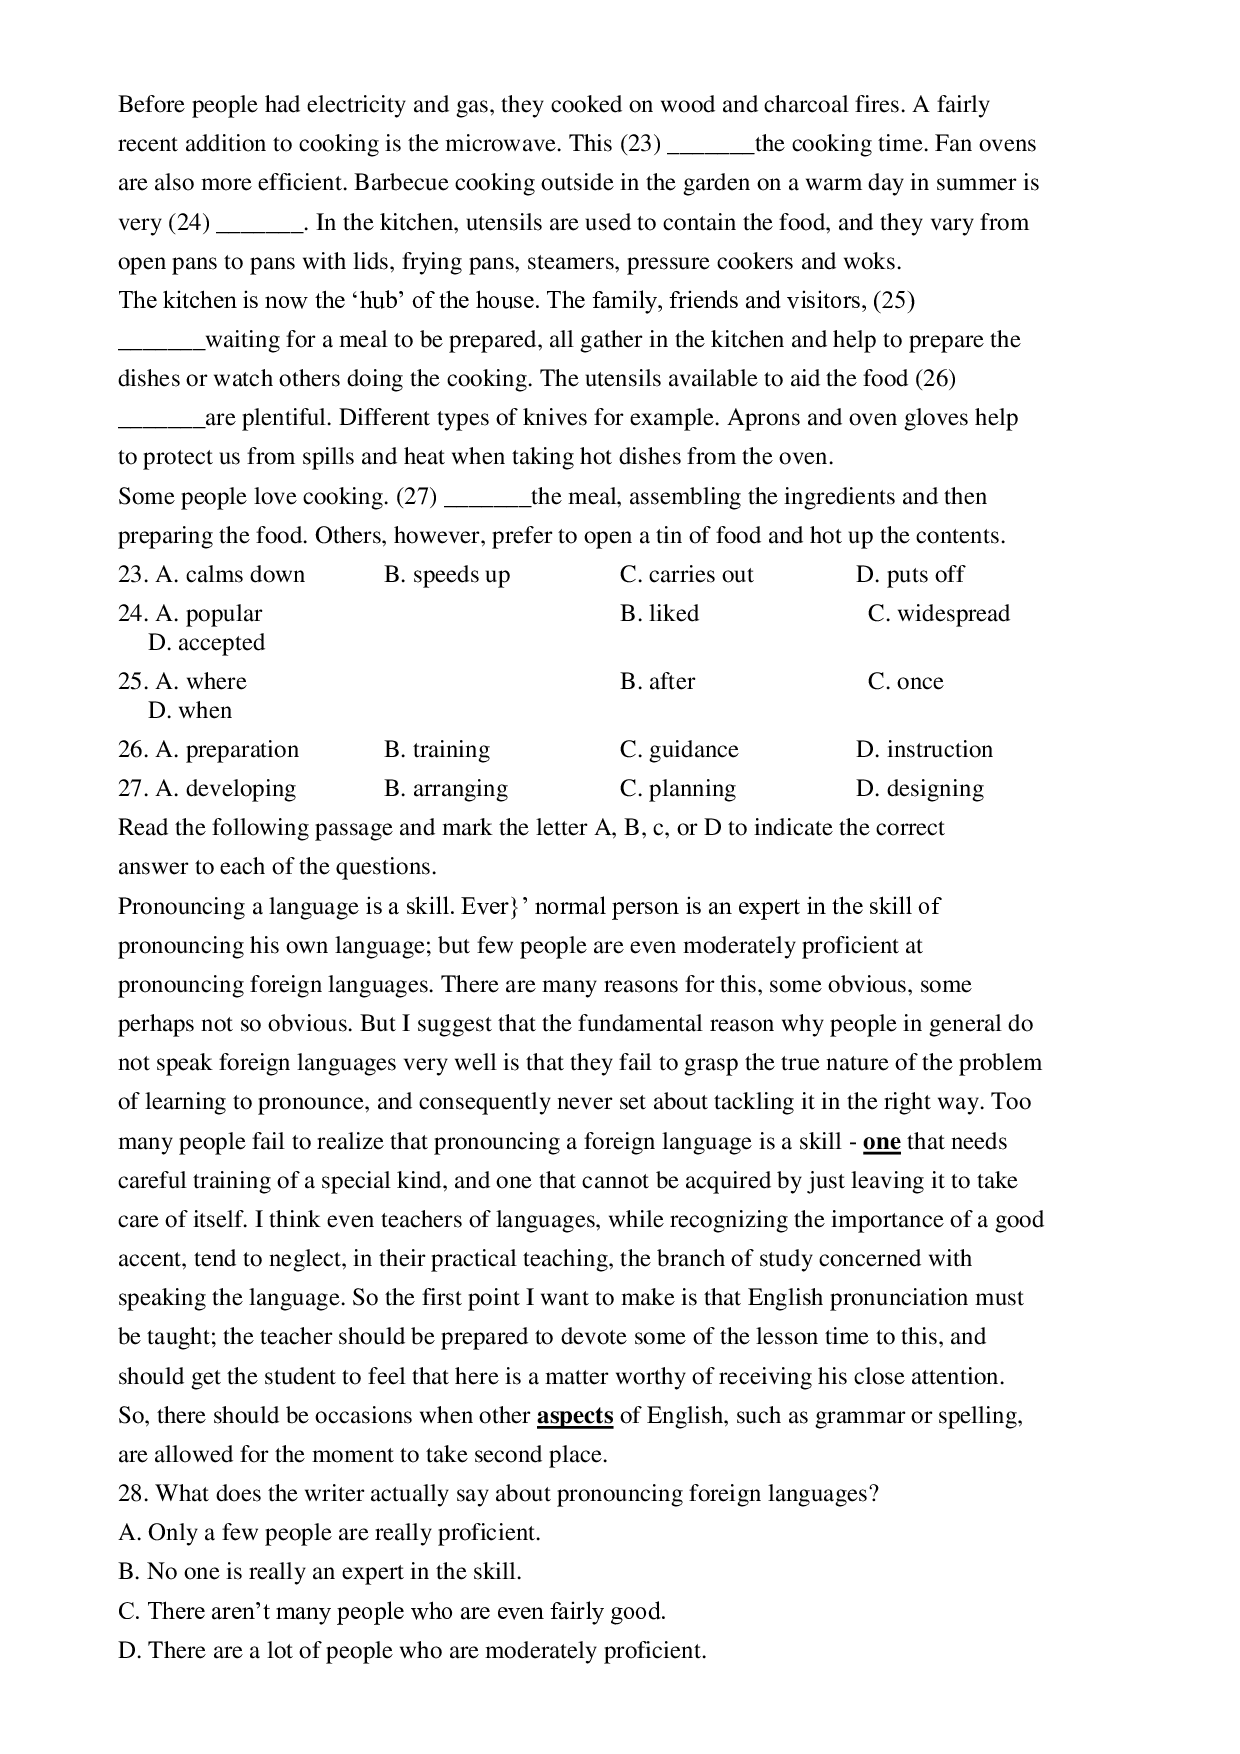 Before people had electricity and gas, they cooked on wood and charcoal fires. A fairly
recent addition to cooking is the microwave. This (23) _______the cooking time. Fan ovens
are also more efficient. Barbecue cooking outside in the garden on a warm day in summer is
very (24) _______. In the kitchen, utensils are used to contain the food, and they vary from
open pans to pans with lids, frying pans, steamers, pressure cookers and woks.
The kitchen is now the ‘hub’ of the house. The family, friends and visitors, (25)
_______waiting for a meal to be prepared, all gather in the kitchen and help to prepare the
dishes or watch others doing the cooking. The utensils available to aid the food (26)
_______are plentiful. Different types of knives for example. Aprons and oven gloves help
to protect us from spills and heat when taking hot dishes from the oven.
Some people love cooking. (27) _______the meal, assembling the ingredients and then
preparing the food. Others, however, prefer to open a tin of food and hot up the contents.
23. A. calms down B. speeds up C. carries out D. puts off
24. A. popular B. liked C. widespread
D. accepted
25. A. where B. after C. once
D. when
26. A. preparation B. training C. guidance D. instruction
27. A. developing B. arranging C. planning D. designing
Read the following passage and mark the letter A, B, c, or D to indicate the correct
answer to each of the questions.
Pronouncing a language is a skill. Ever}’ normal person is an expert in the skill of
pronouncing his own language; but few people are even moderately proficient at
pronouncing foreign languages. There are many reasons for this, some obvious, some
perhaps not so obvious. But I suggest that the fundamental reason why people in general do
not speak foreign languages very well is that they fail to grasp the true nature of the problem
of learning to pronounce, and consequently never set about tackling it in the right way. Too
many people fail to realize that pronouncing a foreign language is a skill - one that needs
careful training of a special kind, and one that cannot be acquired by just leaving it to take
care of itself. I think even teachers of languages, while recognizing the importance of a good
accent, tend to neglect, in their practical teaching, the branch of study concerned with
speaking the language. So the first point I want to make is that English pronunciation must
be taught; the teacher should be prepared to devote some of the lesson time to this, and
should get the student to feel that here is a matter worthy of receiving his close attention.
So, there should be occasions when other aspects of English, such as grammar or spelling,
are allowed for the moment to take second place.
28. What does the writer actually say about pronouncing foreign languages?
A. Only a few people are really proficient.
B. No one is really an expert in the skill.
C. There aren’t many people who are even fairly good.
D. There are a lot of people who are moderately proficient.